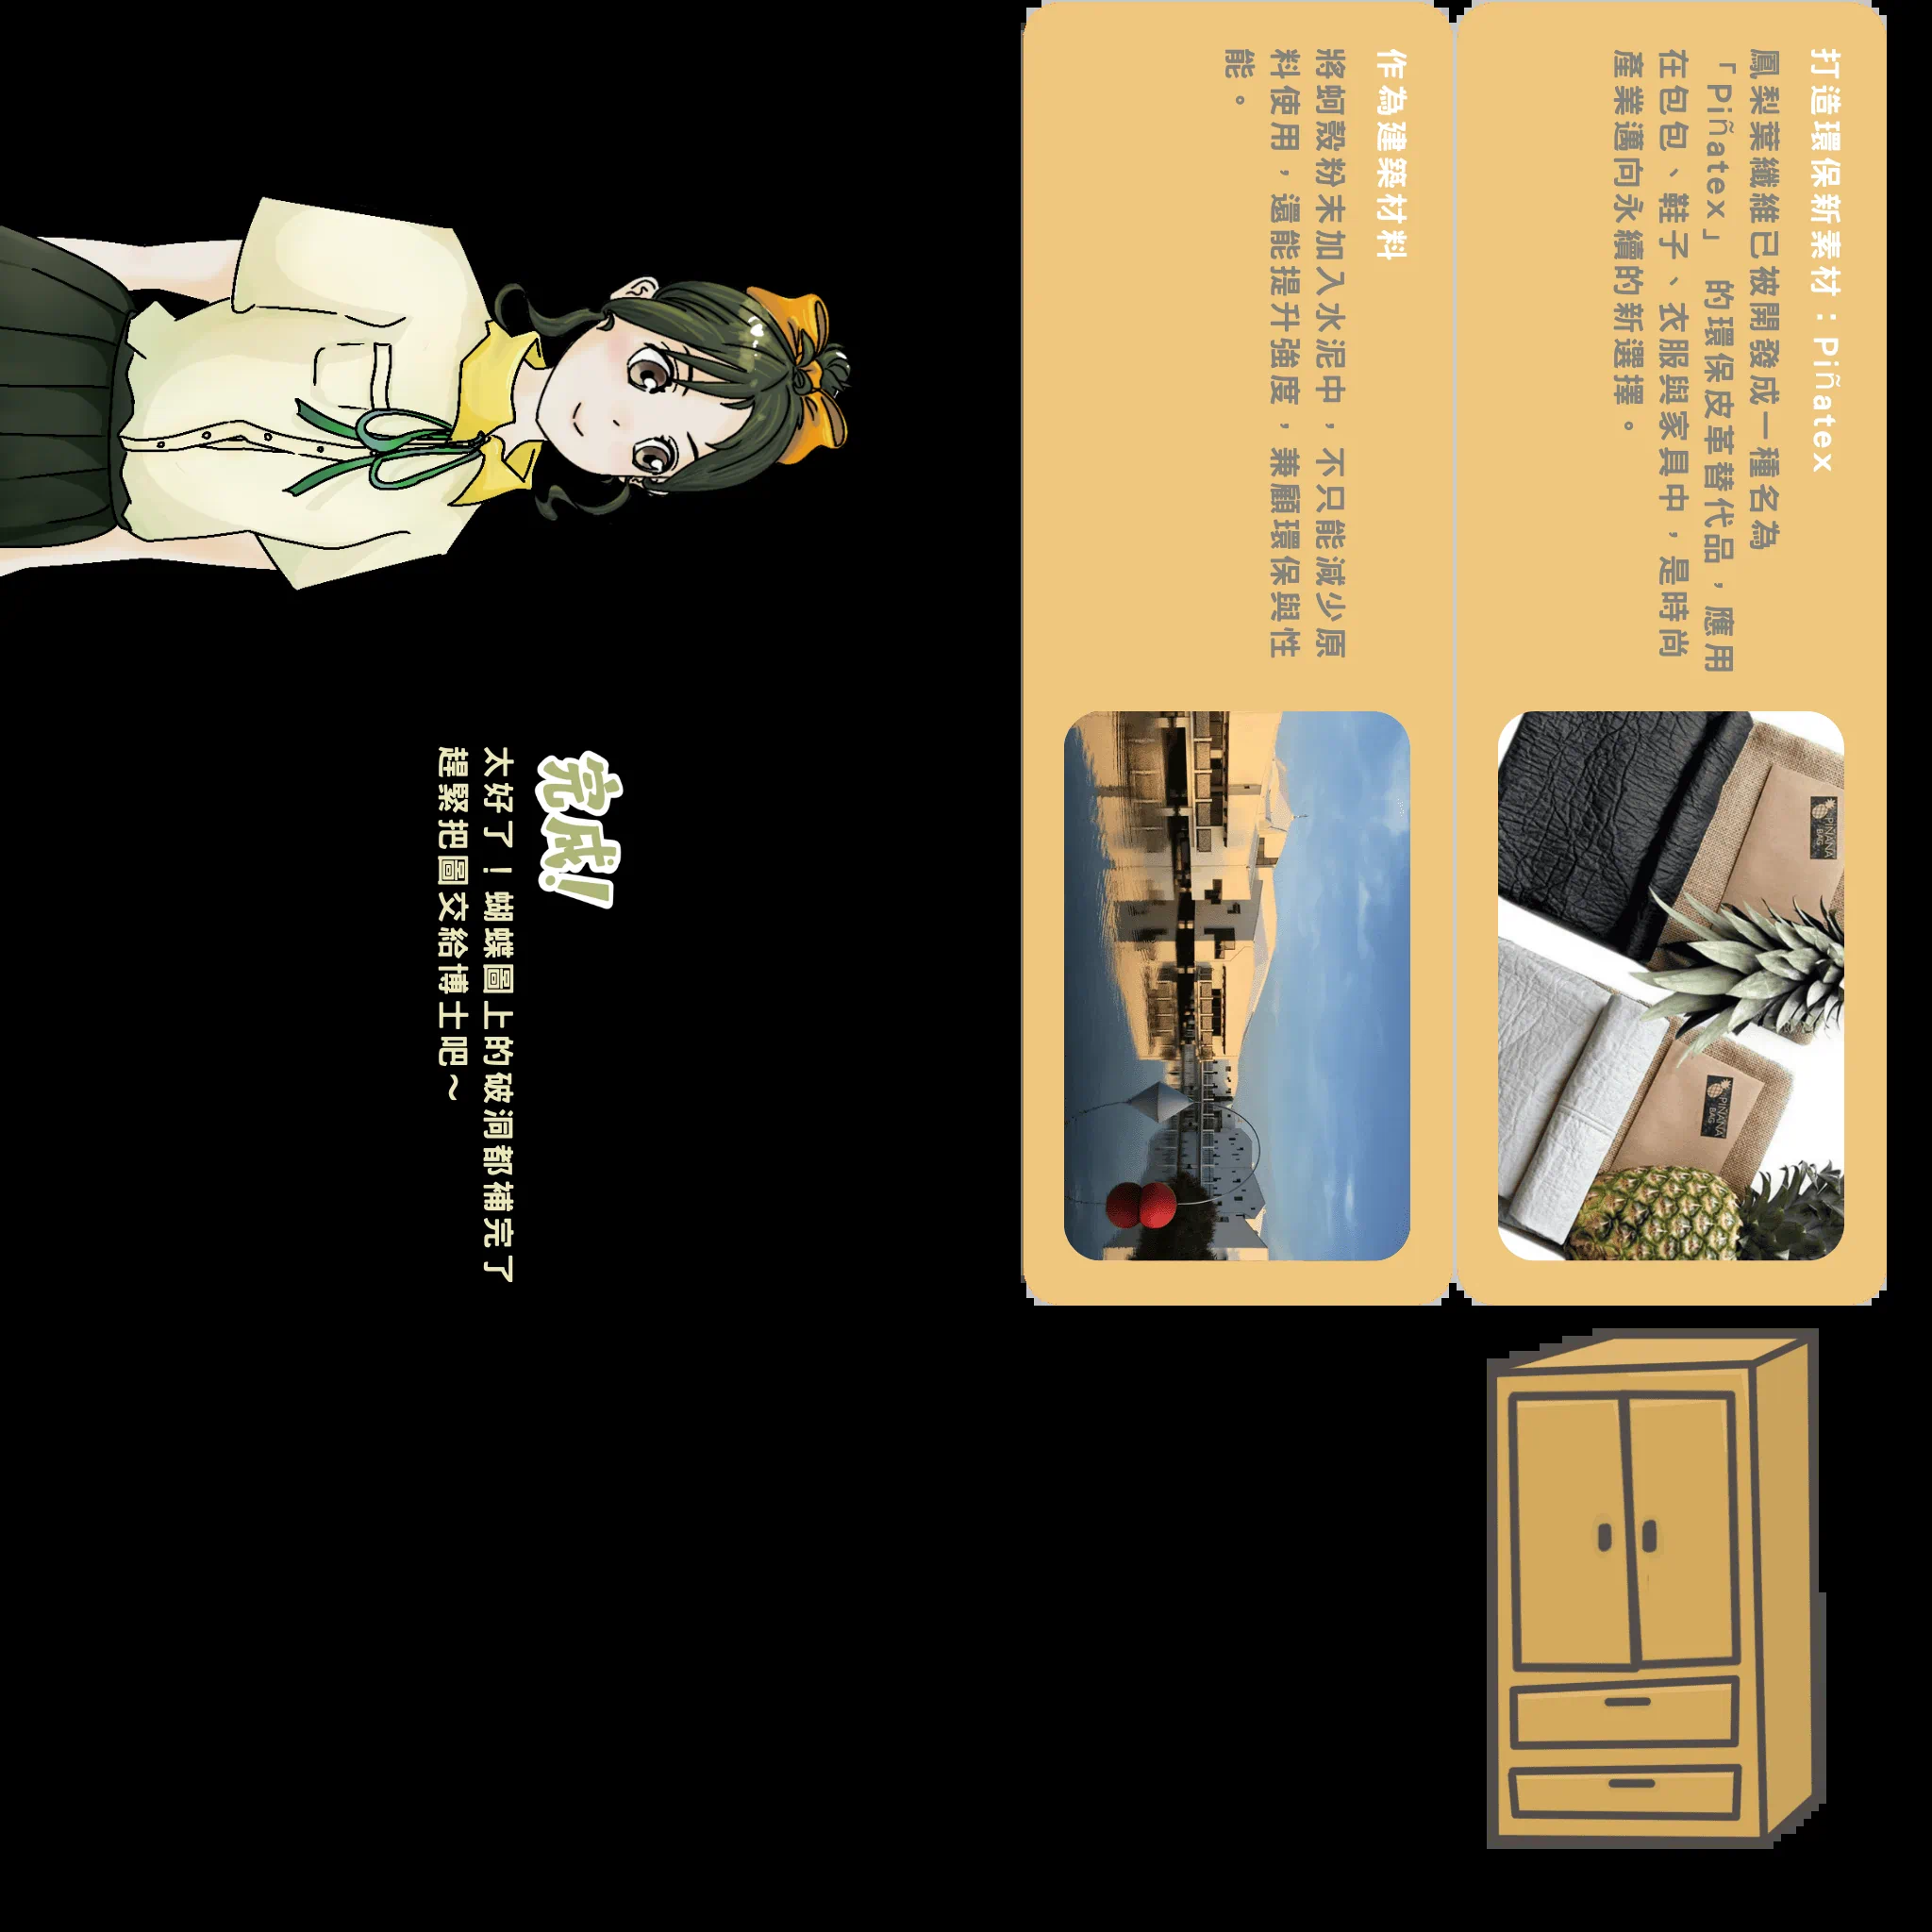 打造環保新素材：Piñatex
鳳梨葉纖維已被開發成一種名為
「Piñatex」 的環保皮革替代品，應用
在包包、鞋子、衣服與家具中，是時尚
產業邁向永續的新選擇。
PIÑANA
BAG
PIÑANA
BAG
作為建築材料
將蚵殼粉末加入水泥中，不只能減少原
料使用，還能提升強度，兼顧環保與性
能。
完成!
太好了！蝴蝶圖上的破洞都補完了
趕緊把圖交給博士吧～